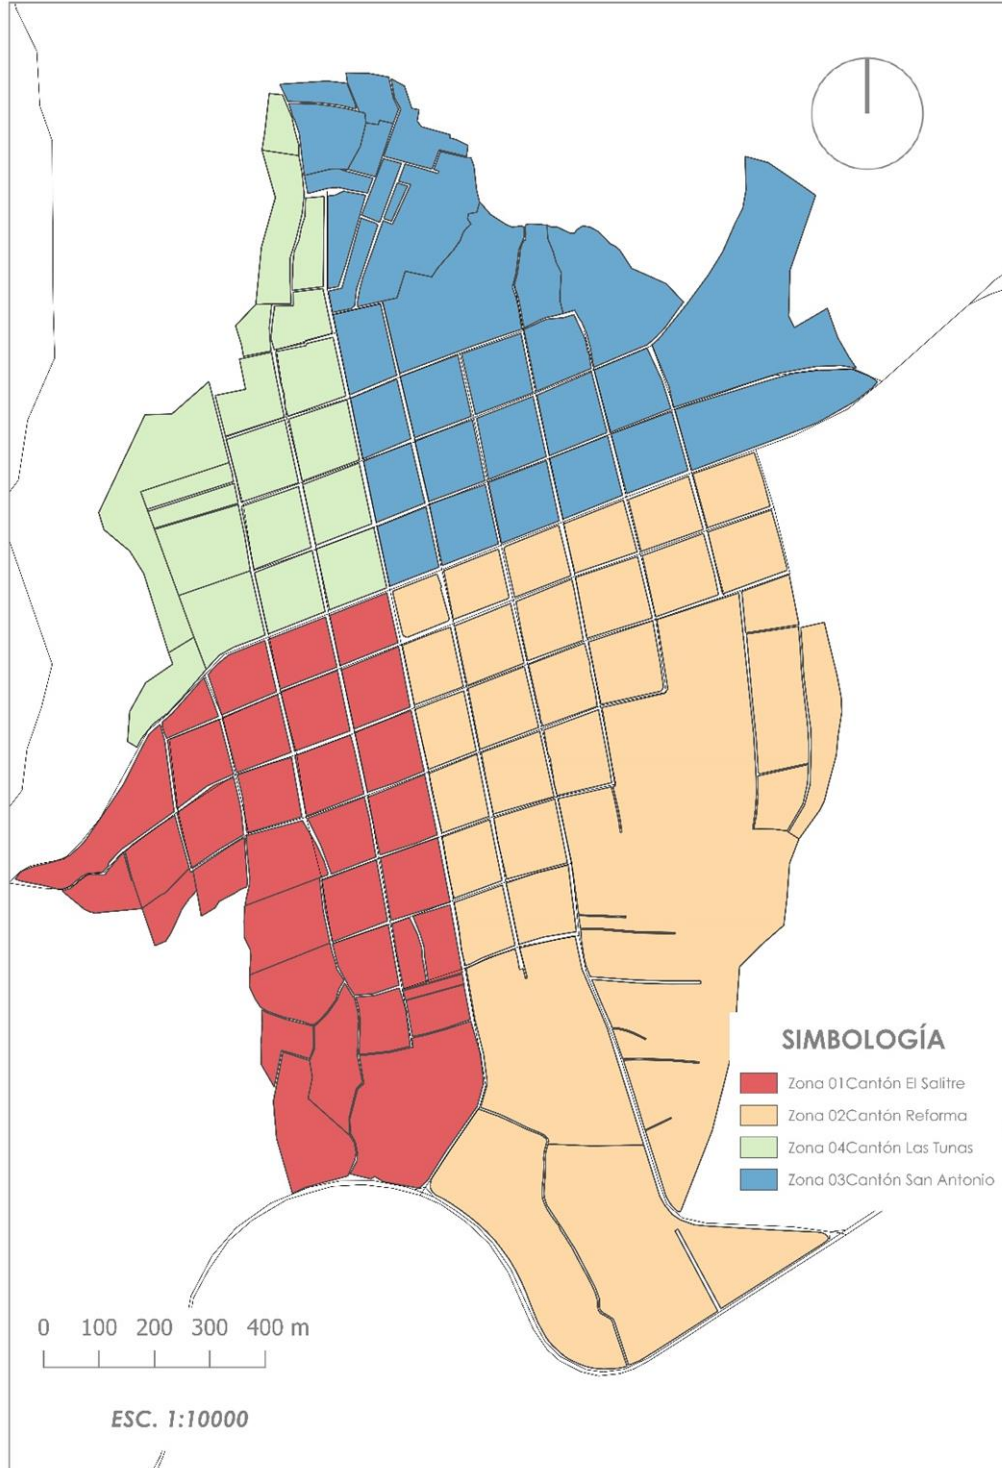 SIMBOLOGÍA
Zona 01Cantón El Salitre
Zona 02Cantón Reforma
Zona 04Cantón Las Tunas
Zona 03Cantón San Antonio
0 100 200 300 400 m
ESC. 1:10000